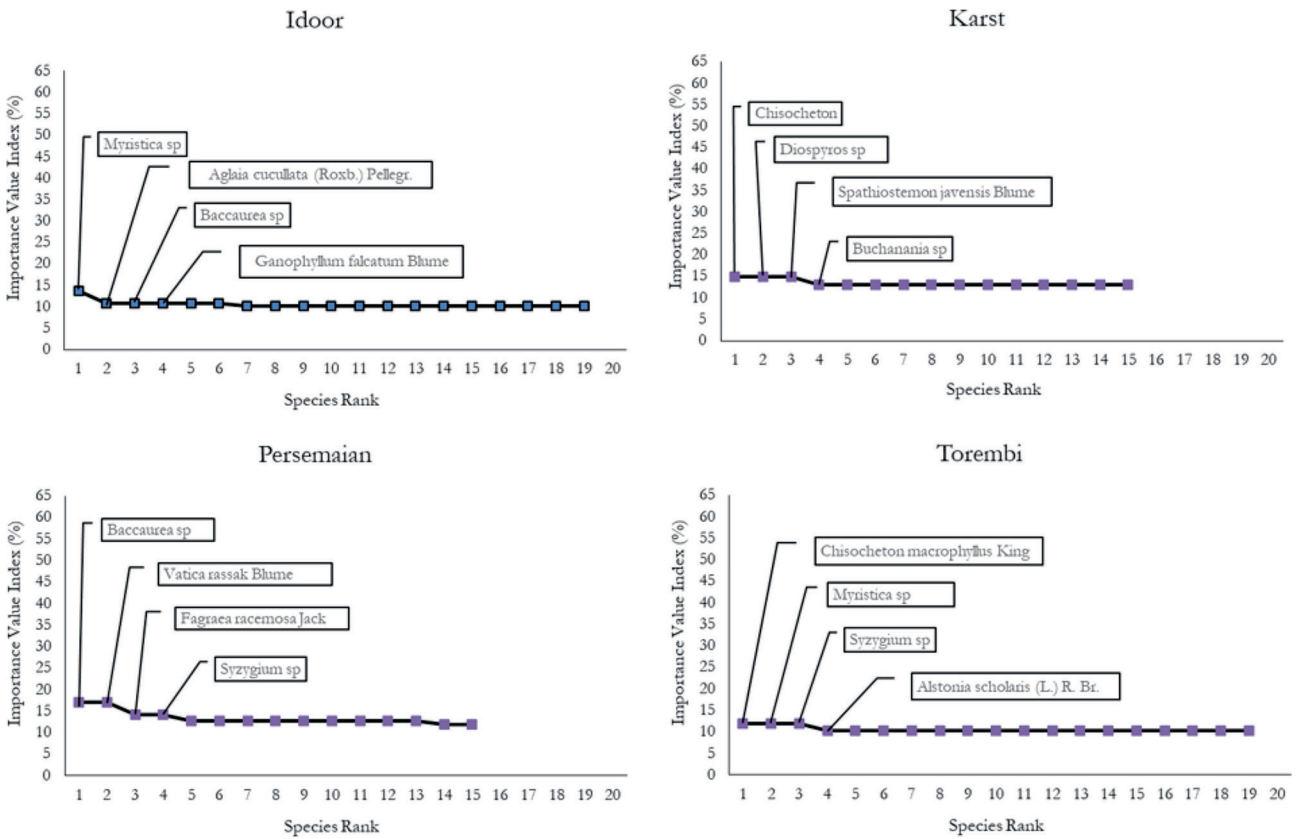 Idoor
Importance Value Index (%)
65
60
55
50
45
40
35
30
25
20
15
10
5
0
Myristica sp
Aglaia cucullata (Roxb.) Pellegr.
Baccaurea sp
Ganophyllum falcatum Blume
1 2 3 4 5 6 7 8 9 10 11 12 13 14 15 16 17 18 19 20
Species Rank
Karst
Importance Value Index (%)
65
60
55
50
45
40
35
30
25
20
15
10
5
0
Chisocheton
Diospyros sp
Spathiostemon javensis Blume
Buchanania sp
1 2 3 4 5 6 7 8 9 10 11 12 13 14 15 16 17 18 19 20
Species Rank
Persemaian
Importance Value Index (%)
65
60
55
50
45
40
35
30
25
20
15
10
5
0
Baccaurea sp
Vatica rassak Blume
Fagraea racemosa Jack
Syzygium sp
1 2 3 4 5 6 7 8 9 10 11 12 13 14 15 16 17 18 19 20
Species Rank
Torembi
Importance Value Index (%)
65
60
55
50
45
40
35
30
25
20
15
10
5
0
Chisocheton macrophyllus King
Myristica sp
Syzygium sp
Alstonia scholaris (L.) R. Br.
1 2 3 4 5 6 7 8 9 10 11 12 13 14 15 16 17 18 19 20
Species Rank